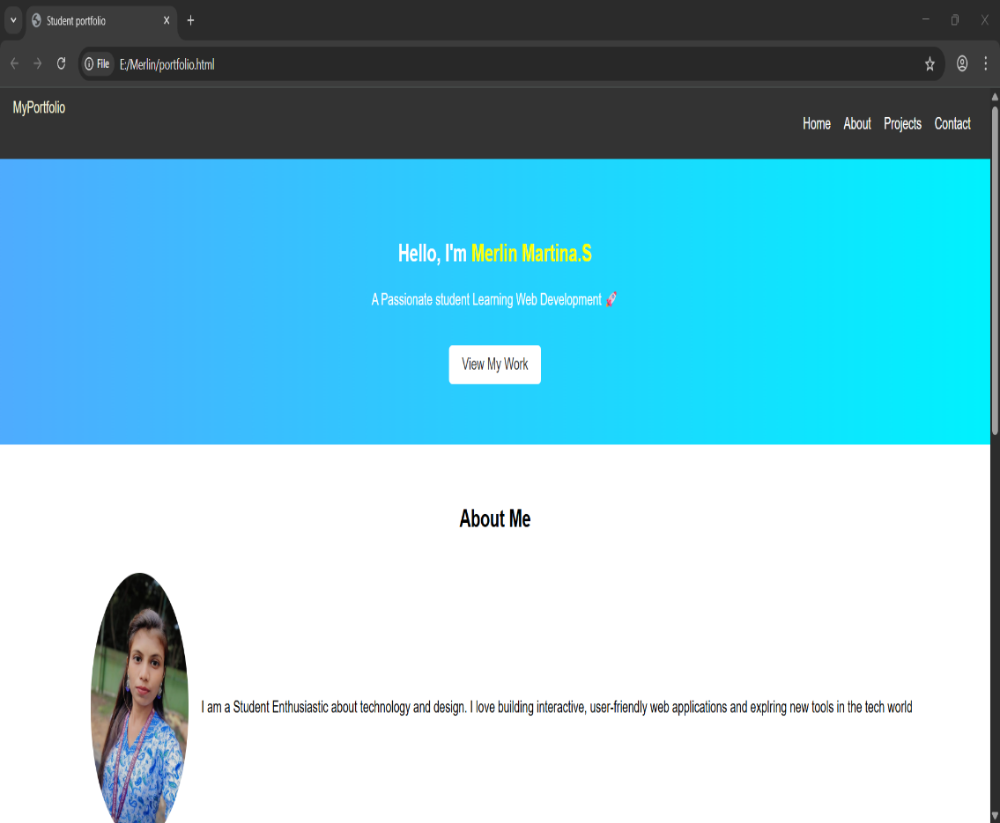 Student portfolio
File E:/Merlin/portfolio.html
MyPortfolio
Home About Projects Contact
Hello, I'm Merlin Martina.S
A Passionate student Learning Web Development 🚀
View My Work
About Me
I am a Student Enthusiastic about technology and design. I love building interactive, user-friendly web applications and explring new tools in the tech world